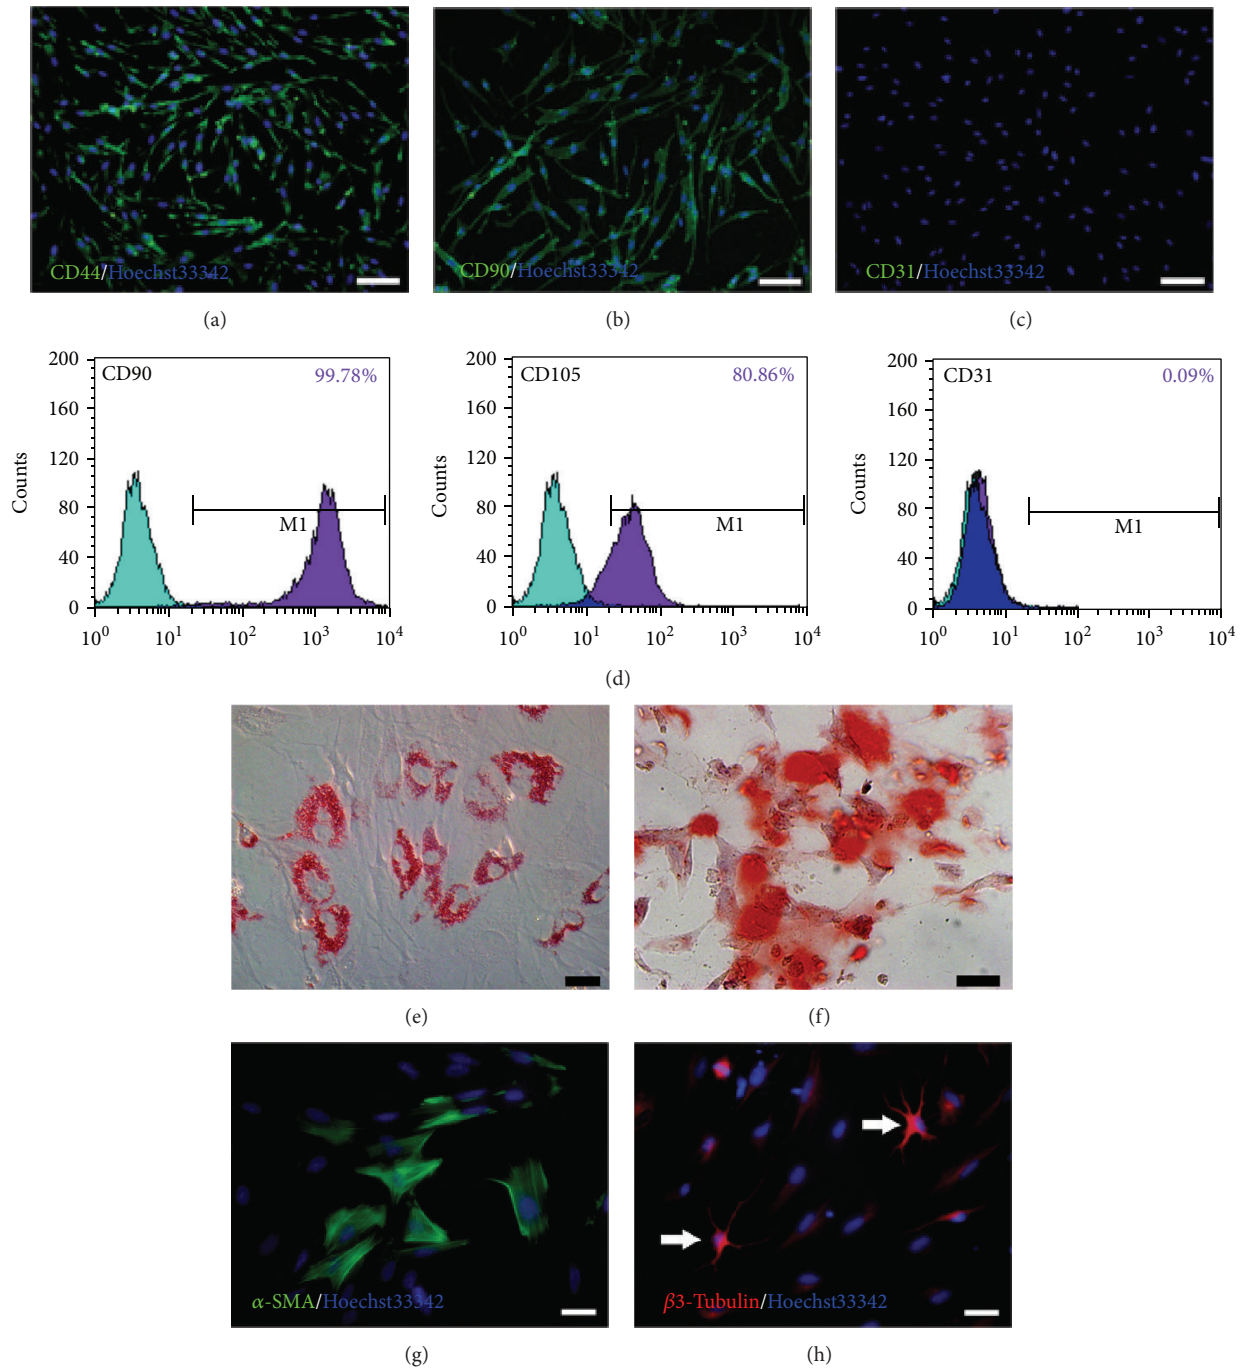 CD44/Hoechst33342
CD90/Hoechst33342
CD31/Hoechst33342
(a)
(b)
(c)
200
160
120
80
40
0
Counts
CD90
99.78%
M1
10^0
10^1
10^2
10^3
10^4
200
160
120
80
40
0
Counts
CD105
80.86%
M1
10^0
10^1
10^2
10^3
10^4
200
160
120
80
40
0
Counts
CD31
0.09%
M1
10^0
10^1
10^2
10^3
10^4
(d)
(e)
(f)
α-SMA/Hoechst33342
β3-Tubulin/Hoechst33342
(g)
(h)